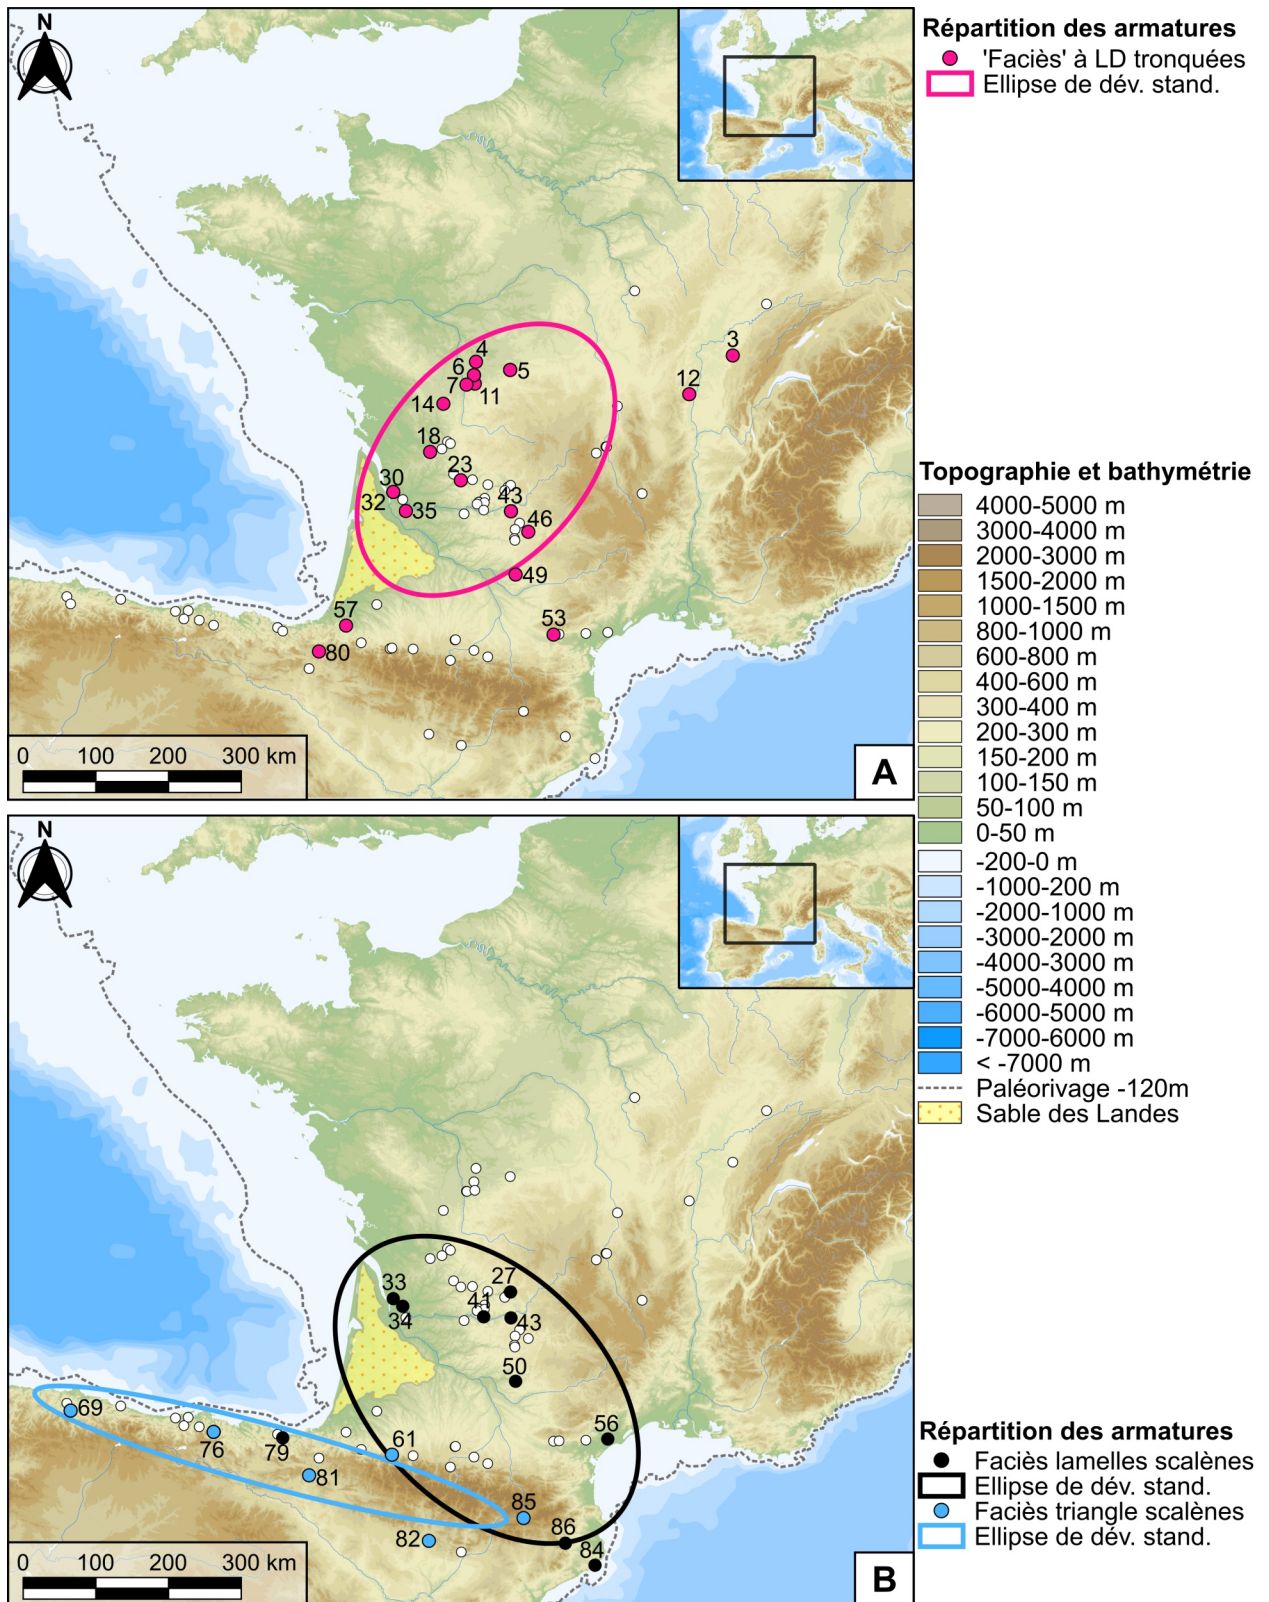 N
Répartition des armatures
'Faciès' à LD tronquées
Ellipse de dév. stand.
3
4
5
6
7
11
12
14
18
23
30
32
35
43
46
49
53
57
80
0 100 200 300 km
A
Topographie et bathymétrie
4000-5000 m
3000-4000 m
2000-3000 m
1500-2000 m
1000-1500 m
800-1000 m
600-800 m
400-600 m
300-400 m
200-300 m
150-200 m
100-150 m
50-100 m
0-50 m
-200-0 m
-1000-200 m
-2000-1000 m
-3000-2000 m
-4000-3000 m
-5000-4000 m
-6000-5000 m
-7000-6000 m
< -7000 m
Paléorivage -120m
Sable des Landes
N
27
33
34
41
43
50
56
61
69
76
79
81
82
85
86
84
0 100 200 300 km
B
Répartition des armatures
Faciès lamelles scalènes
Ellipse de dév. stand.
Faciès triangle scalènes
Ellipse de dév. stand.